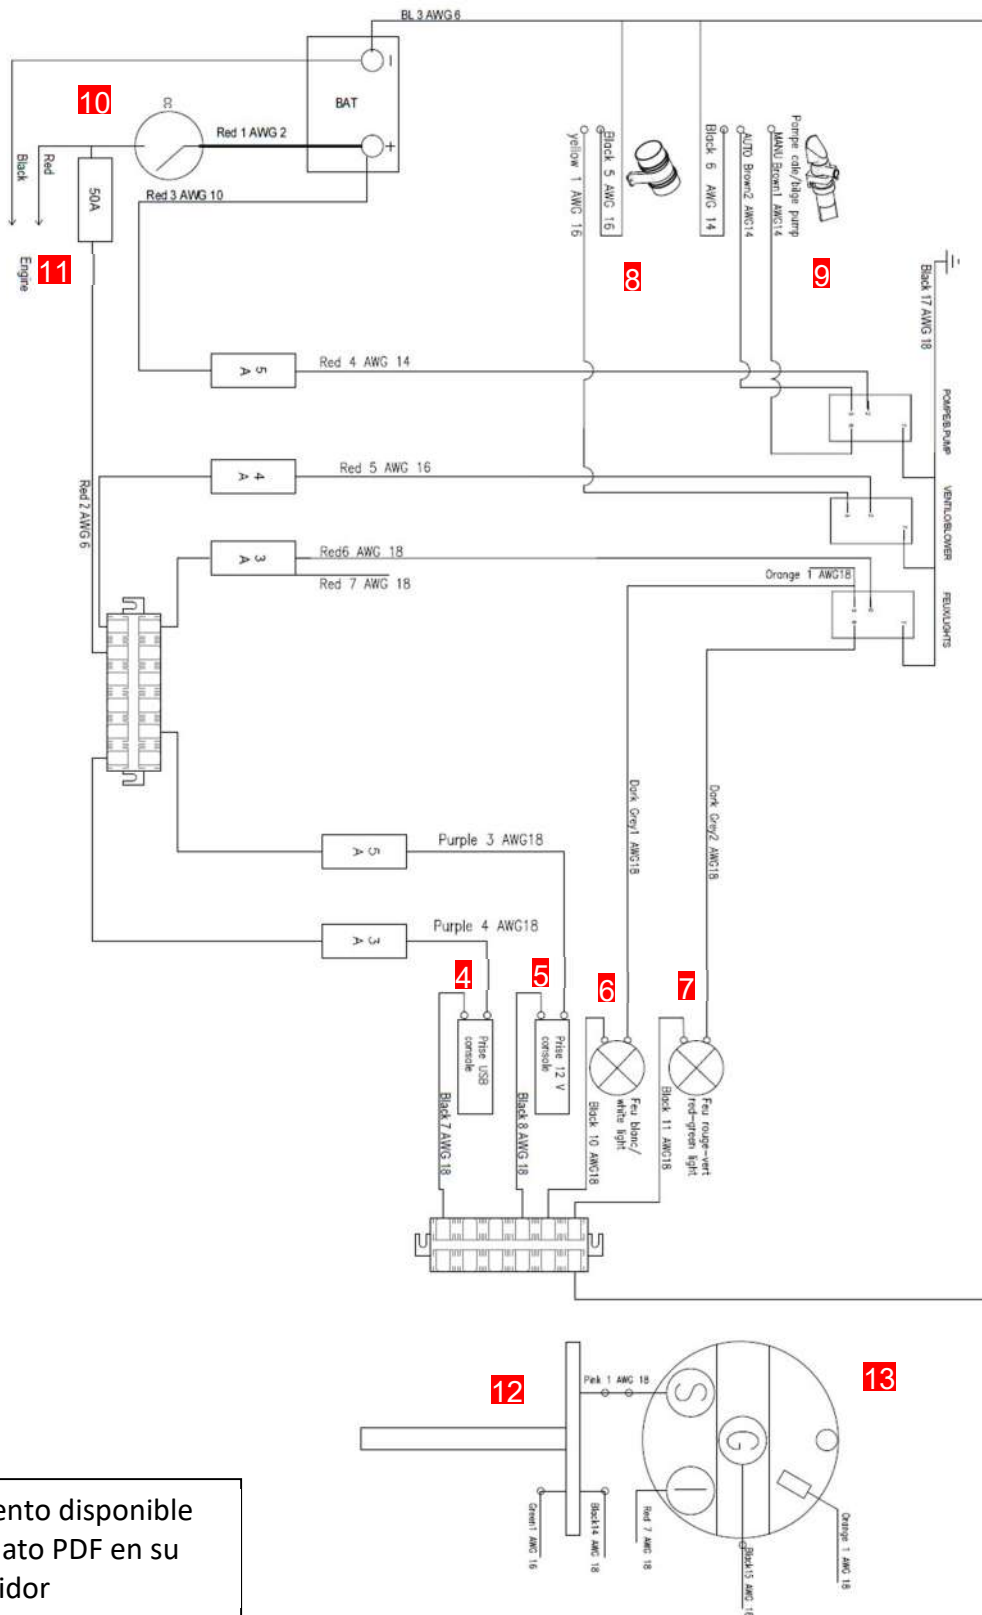 BL 3 AWG 6
10
CC
BAT
−
+
Red 1 AWG 2
Red 3 AWG 10
Black
Red
50A
Engine
11
yellow 1 AWG 16
Black 5 AWG 16
8
Black 6 AWG 14
AUTO Brown2 AWG14
MANU Brown1 AWG14
Pompe cale/bilge pump
9
Black 17 AWG 18
5 A
Red 4 AWG 14
POMPE/B.PUMP
4 A
Red 5 AWG 16
VENTILO/BLOWER
Red 2 AWG 6
3 A
Red6 AWG 18
Red 7 AWG 18
Orange 1 AWG18
FEUX/LIGHTS
Dark Grey1 AWG18
Dark Grey2 AWG18
5 A
Purple 3 AWG18
3 A
Purple 4 AWG18
4
5
6
7
Prise USB
console
Prise 12 V
console
Feu blanc/
white light
Feu rouge-vert
red-green light
Black 7 AWG 18
Black 8 AWG 18
Black 10 AWG18
Black 11 AWG18
12
Pink 1 AWG 18
13
S
G
I
Green1 AWG 16
Black14 AWG 18
Red 7 AWG 18
Black15 AWG 18
Orange 1 AWG 18
ento disponible
ato PDF en su
idor